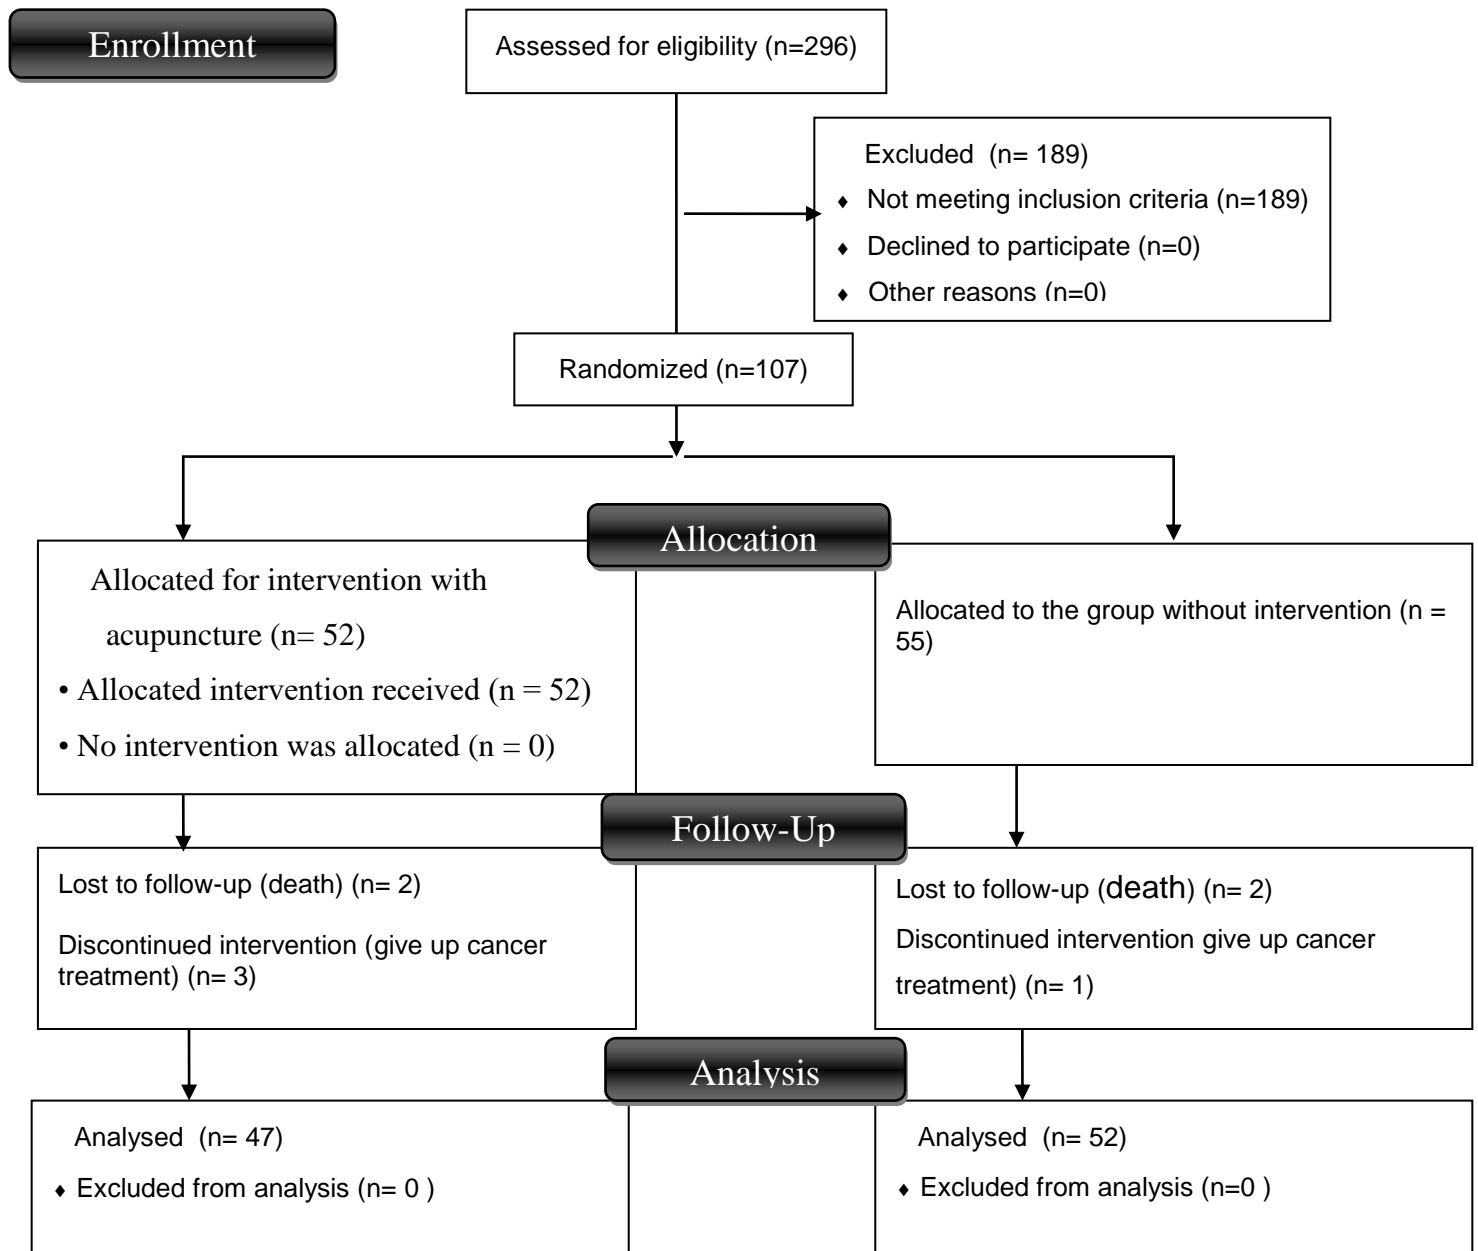 Enrollment
Assessed for eligibility (n=296)
Excluded (n= 189)
♦ Not meeting inclusion criteria (n=189)
♦ Declined to participate (n=0)
♦ Other reasons (n=0)
Randomized (n=107)
Allocation
Allocated for intervention with
acupuncture (n= 52)
• Allocated intervention received (n = 52)
• No intervention was allocated (n = 0)
Allocated to the group without intervention (n =
55)
Follow-Up
Lost to follow-up (death) (n= 2)
Discontinued intervention (give up cancer
treatment) (n= 3)
Lost to follow-up (death) (n= 2)
Discontinued intervention give up cancer
treatment) (n= 1)
Analysis
Analysed (n= 47)
♦ Excluded from analysis (n= 0 )
Analysed (n= 52)
♦ Excluded from analysis (n=0 )